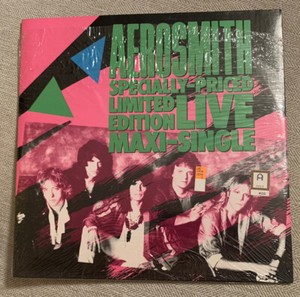 AEROSMITH
SPECIALLY-PRICED
LIMITED
EDITION LIVE
MAXI-SINGLE
A